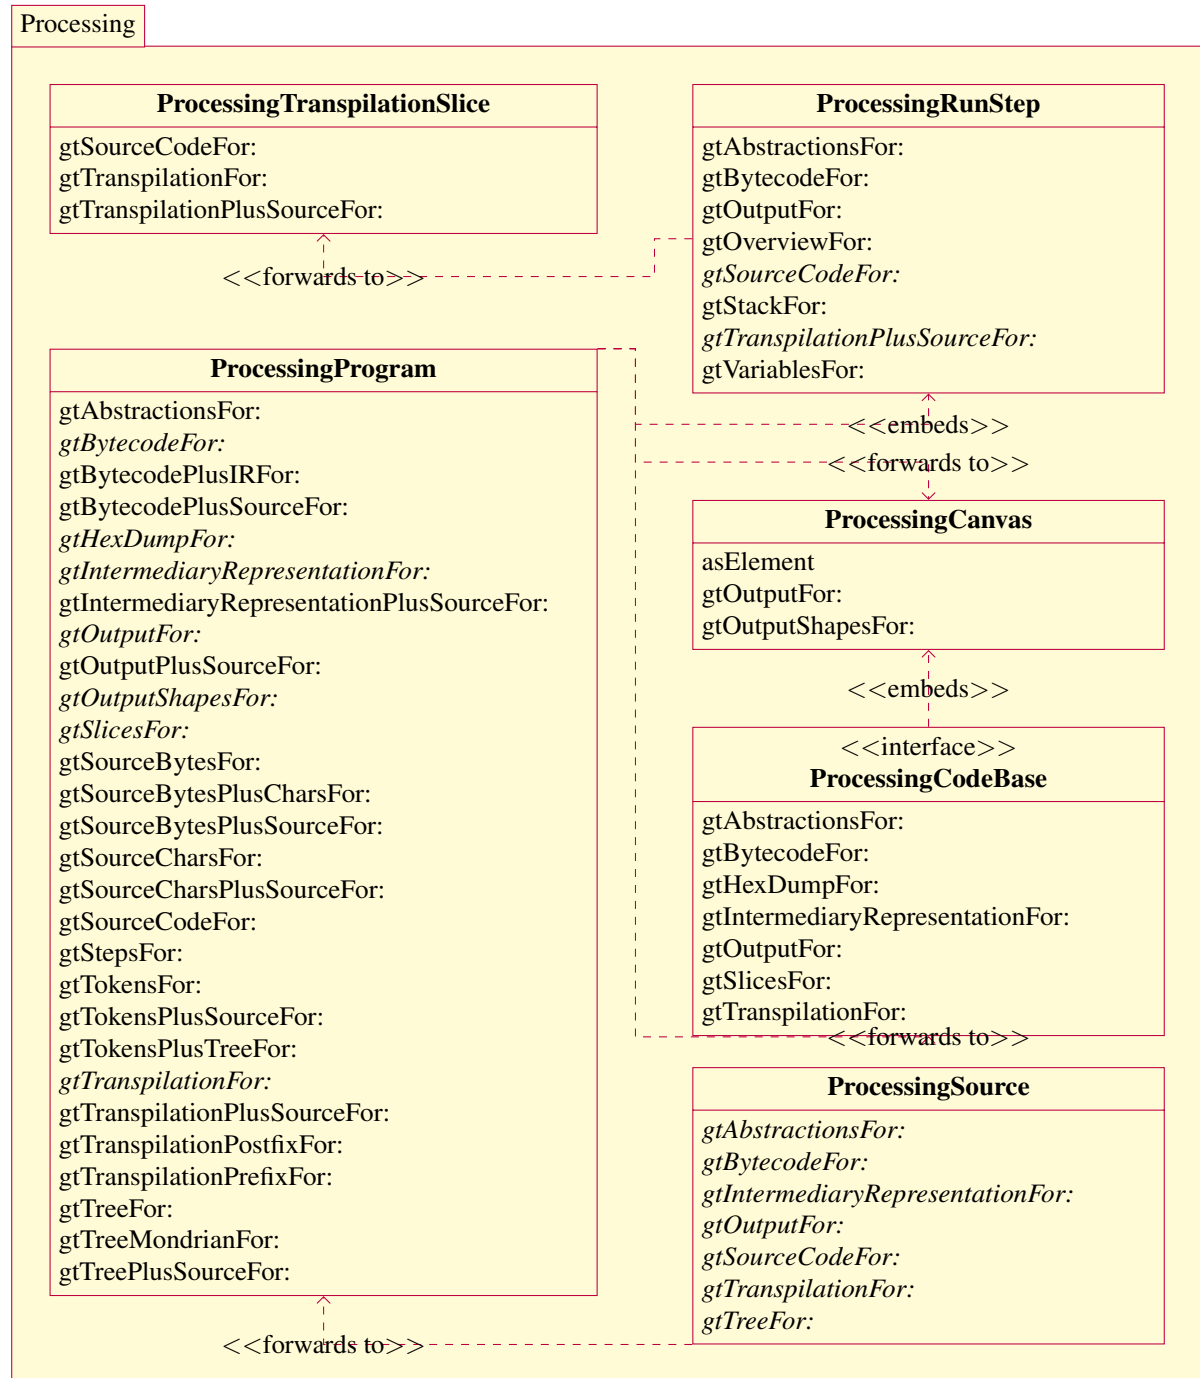 Processing
ProcessingTranspilationSlice
gtSourceCodeFor:
gtTranspilationFor:
gtTranspilationPlusSourceFor:
<<forwards to>>
ProcessingRunStep
gtAbstractionsFor:
gtBytecodeFor:
gtOutputFor:
gtOverviewFor:
gtSourceCodeFor:
gtStackFor:
gtTranspilationPlusSourceFor:
gtVariablesFor:
<<embeds>>
<<forwards to>>
ProcessingProgram
gtAbstractionsFor:
gtBytecodeFor:
gtBytecodePlusIRFor:
gtBytecodePlusSourceFor:
gtHexDumpFor:
gtIntermediaryRepresentationFor:
gtIntermediaryRepresentationPlusSourceFor:
gtOutputFor:
gtOutputPlusSourceFor:
gtOutputShapesFor:
gtSlicesFor:
gtSourceBytesFor:
gtSourceBytesPlusCharsFor:
gtSourceBytesPlusSourceFor:
gtSourceCharsFor:
gtSourceCharsPlusSourceFor:
gtSourceCodeFor:
gtStepsFor:
gtTokensFor:
gtTokensPlusSourceFor:
gtTokensPlusTreeFor:
gtTranspilationFor:
gtTranspilationPlusSourceFor:
gtTranspilationPostfixFor:
gtTranspilationPrefixFor:
gtTreeFor:
gtTreeMondrianFor:
gtTreePlusSourceFor:
<<forwards to>>
ProcessingCanvas
asElement
gtOutputFor:
gtOutputShapesFor:
<<embeds>>
<<interface>>
ProcessingCodeBase
gtAbstractionsFor:
gtBytecodeFor:
gtHexDumpFor:
gtIntermediaryRepresentationFor:
gtOutputFor:
gtSlicesFor:
gtTranspilationFor:
<<forwards to>>
ProcessingSource
gtAbstractionsFor:
gtBytecodeFor:
gtIntermediaryRepresentationFor:
gtOutputFor:
gtSourceCodeFor:
gtTranspilationFor:
gtTreeFor: